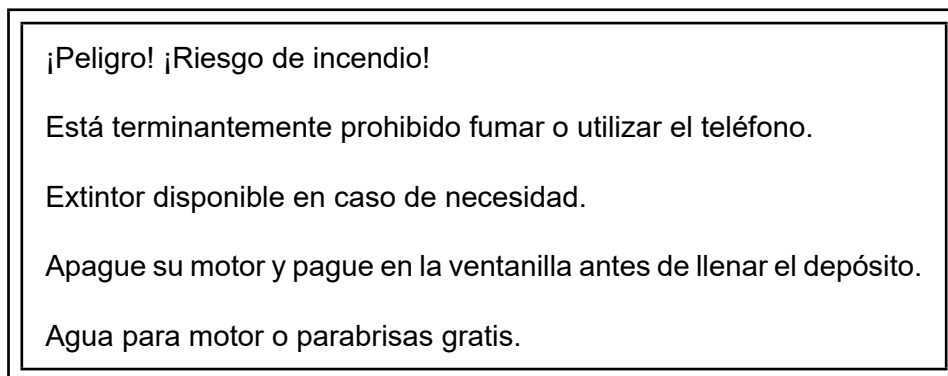 ¡Peligro! ¡Riesgo de incendio!
Está terminantemente prohibido fumar o utilizar el teléfono.
Extintor disponible en caso de necesidad.
Apague su motor y pague en la ventanilla antes de llenar el depósito.
Agua para motor o parabrisas gratis.